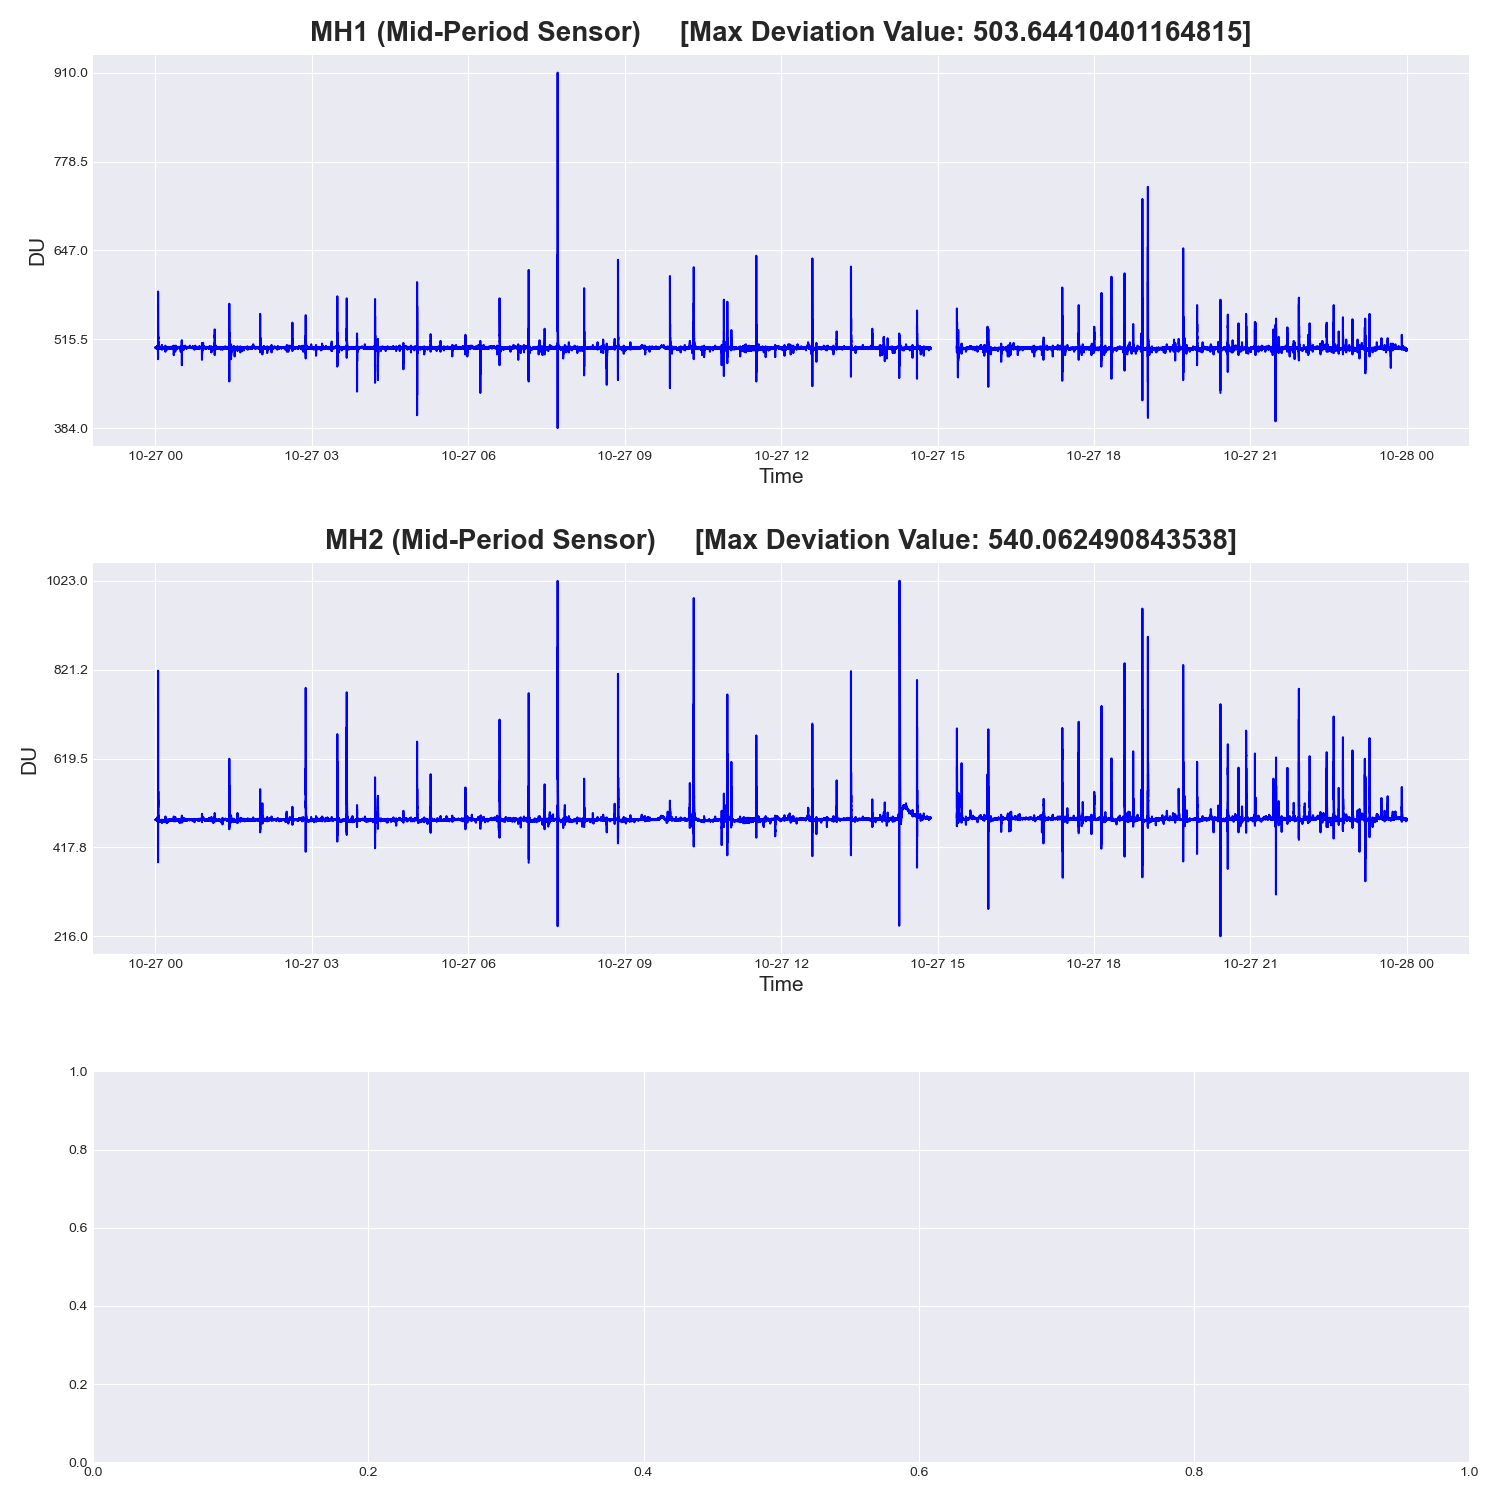 MH1 (Mid-Period Sensor) [Max Deviation Value: 503.64410401164815]
910.0
778.5
647.0
515.5
384.0
DU
10-27 00 10-27 03 10-27 06 10-27 09 10-27 12 10-27 15 10-27 18 10-27 21 10-28 00
Time
MH2 (Mid-Period Sensor) [Max Deviation Value: 540.062490843538]
1023.0
821.2
619.5
417.8
216.0
DU
10-27 00 10-27 03 10-27 06 10-27 09 10-27 12 10-27 15 10-27 18 10-27 21 10-28 00
Time
1.0
0.8
0.6
0.4
0.2
0.0
0.0 0.2 0.4 0.6 0.8 1.0